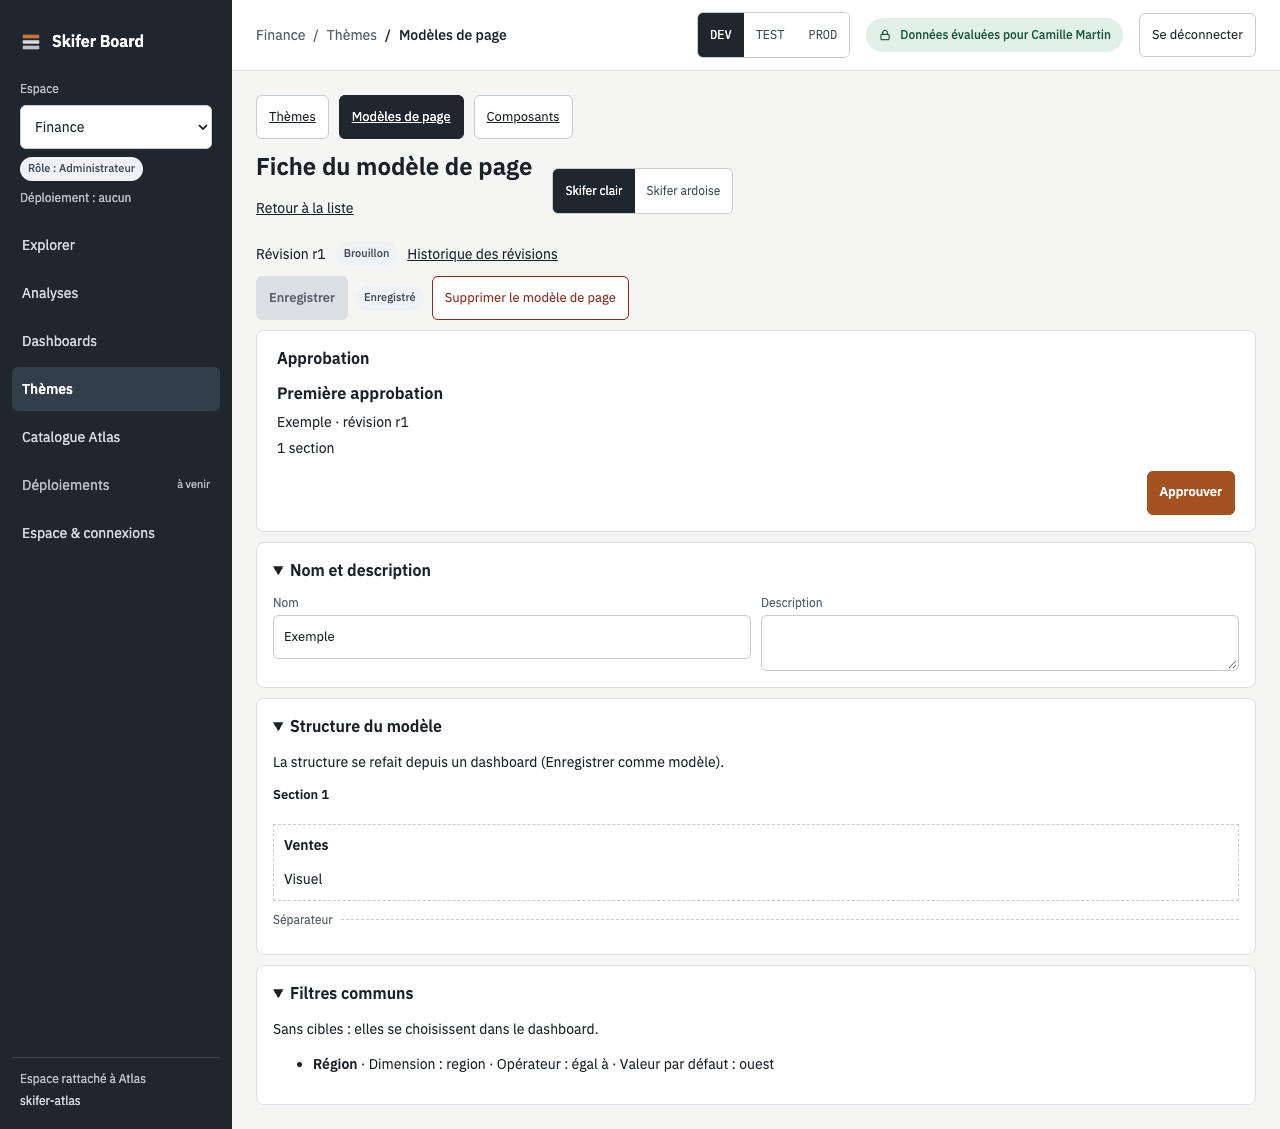 Skifer Board
Espace
Finance
Rôle : Administrateur
Déploiement : aucun
Explorer
Analyses
Dashboards
Thèmes
Catalogue Atlas
Déploiements à venir
Espace & connexions
Espace rattaché à Atlas
skifer-atlas
Finance / Thèmes / Modèles de page
DEV TEST PROD
Données évaluées pour Camille Martin
Se déconnecter
Thèmes Modèles de page Composants
Fiche du modèle de page
Skifer clair Skifer ardoise
Retour à la liste
Révision r1 Brouillon Historique des révisions
Enregistrer Enregistré Supprimer le modèle de page
Approbation
Première approbation
Exemple · révision r1
1 section
Approuver
Nom et description
Nom Description
Exemple
Structure du modèle
La structure se refait depuis un dashboard (Enregistrer comme modèle).
Section 1
Ventes
Visuel
Séparateur
Filtres communs
Sans cibles : elles se choisissent dans le dashboard.
• Région · Dimension : region · Opérateur : égal à · Valeur par défaut : ouest